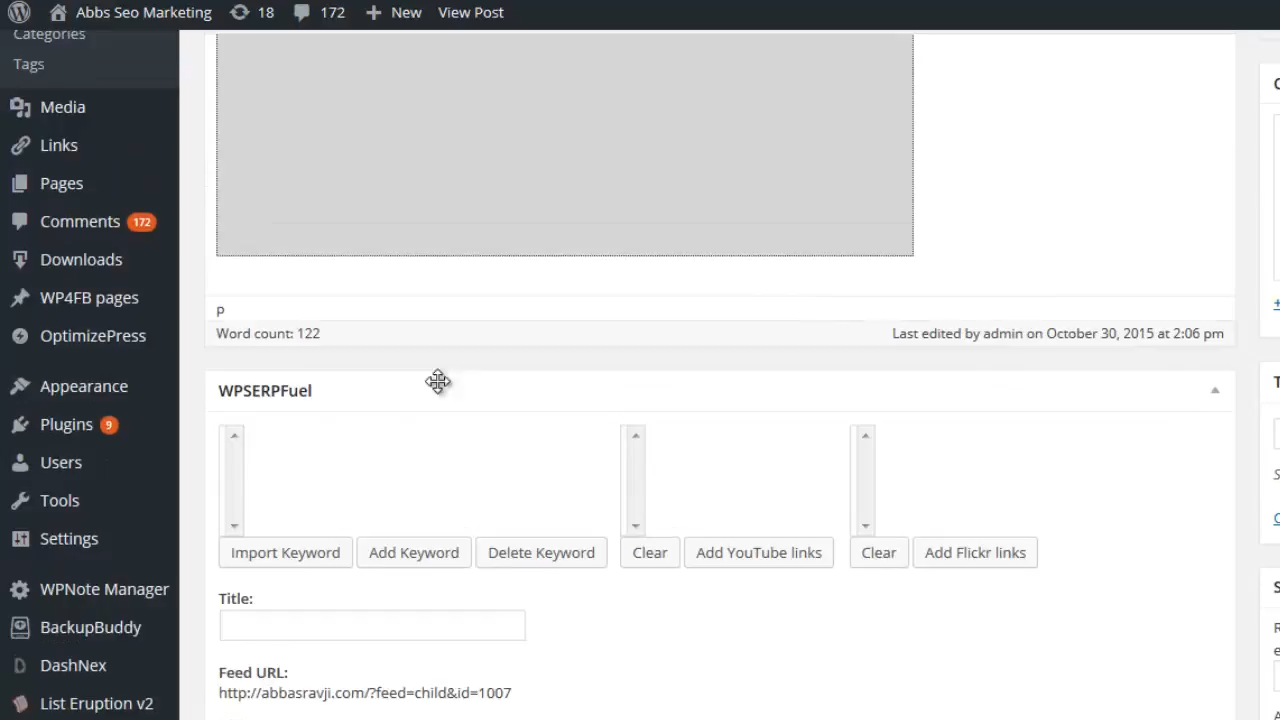 Abbs Seo Marketing 18 172 New View Post
Categories
Tags
Media
Links
Pages
Comments 172
Downloads
WP4FB pages
OptimizePress
Appearance
Plugins 9
Users
Tools
Settings
WPNote Manager
BackupBuddy
DashNex
List Eruption v2
p
Word count: 122 Last edited by admin on October 30, 2015 at 2:06 pm
WPSERPFuel
Import Keyword Add Keyword Delete Keyword Clear Add YouTube links Clear Add Flickr links
Title:
Feed URL:
http://abbasravji.com/?feed=child&id=1007